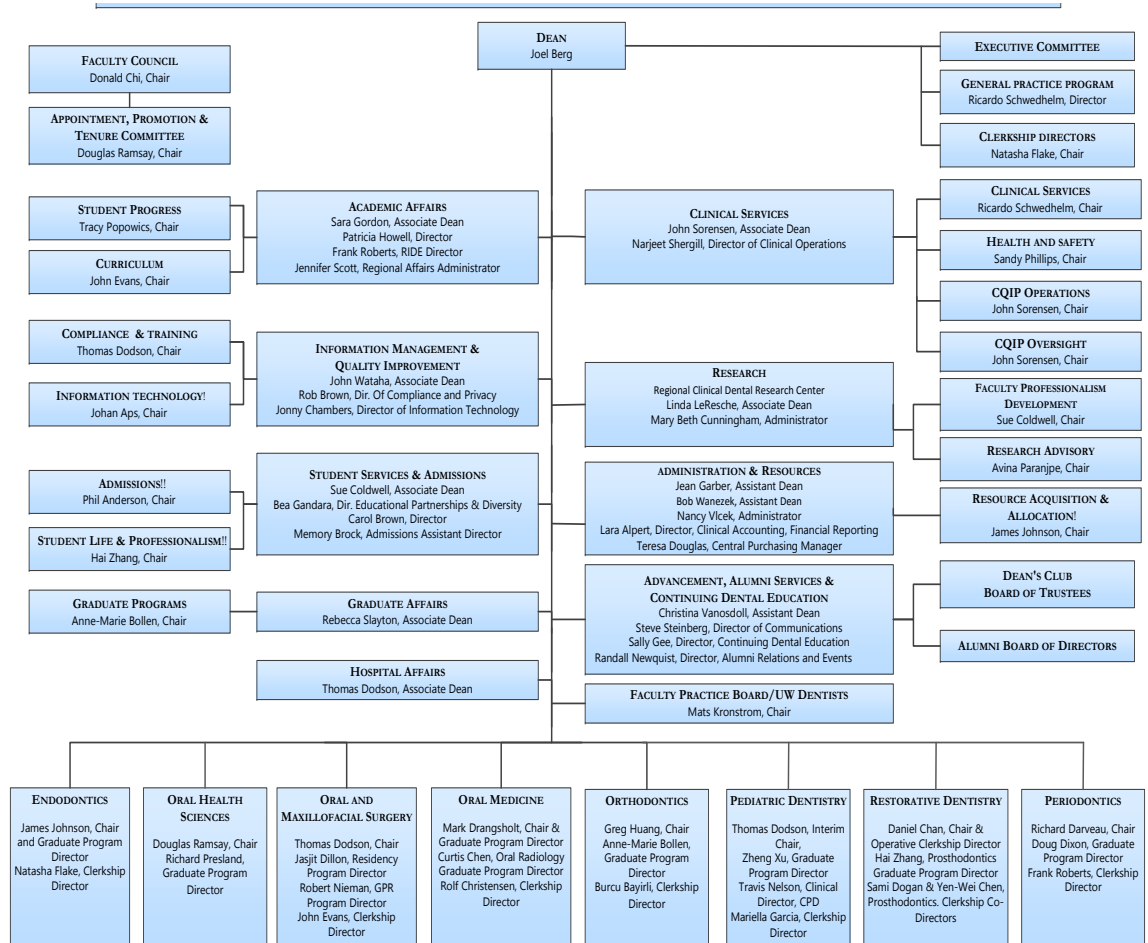 DEAN
Joel Berg
FACULTY COUNCIL
Donald Chi, Chair
APPOINTMENT, PROMOTION &
TENURE COMMITTEE
Douglas Ramsay, Chair
EXECUTIVE COMMITTEE
GENERAL PRACTICE PROGRAM
Ricardo Schwedhelm, Director
CLERKSHIP DIRECTORS
Natasha Flake, Chair
STUDENT PROGRESS
Tracy Popowics, Chair
CURRICULUM
John Evans, Chair
ACADEMIC AFFAIRS
Sara Gordon, Associate Dean
Patricia Howell, Director
Frank Roberts, RIDE Director
Jennifer Scott, Regional Affairs Administrator
CLINICAL SERVICES
John Sorensen, Associate Dean
Narjeet Shergill, Director of Clinical Operations
CLINICAL SERVICES
Ricardo Schwedhelm, Chair
HEALTH AND SAFETY
Sandy Phillips, Chair
CQIP OPERATIONS
John Sorensen, Chair
CQIP OVERSIGHT
John Sorensen, Chair
COMPLIANCE & TRAINING
Thomas Dodson, Chair
INFORMATION TECHNOLOGY!
Johan Aps, Chair
INFORMATION MANAGEMENT &
QUALITY IMPROVEMENT
John Wataha, Associate Dean
Rob Brown, Dir. Of Compliance and Privacy
Jonny Chambers, Director of Information Technology
RESEARCH
Regional Clinical Dental Research Center
Linda LeResche, Associate Dean
Mary Beth Cunningham, Administrator
FACULTY PROFESSIONALISM
DEVELOPMENT
Sue Coldwell, Chair
RESEARCH ADVISORY
Avina Paranjpe, Chair
ADMISSIONS!!
Phil Anderson, Chair
STUDENT LIFE & PROFESSIONALISM!!
Hai Zhang, Chair
STUDENT SERVICES & ADMISSIONS
Sue Coldwell, Associate Dean
Bea Gandara, Dir. Educational Partnerships & Diversity
Carol Brown, Director
Memory Brock, Admissions Assistant Director
ADMINISTRATION & RESOURCES
Jean Garber, Assistant Dean
Bob Wanezek, Assistant Dean
Nancy Vlcek, Administrator
Lara Alpert, Director, Clinical Accounting, Financial Reporting
Teresa Douglas, Central Purchasing Manager
RESOURCE ACQUISITION &
ALLOCATION!
James Johnson, Chair
GRADUATE PROGRAMS
Anne-Marie Bollen, Chair
GRADUATE AFFAIRS
Rebecca Slayton, Associate Dean
ADVANCEMENT, ALUMNI SERVICES &
CONTINUING DENTAL EDUCATION
Christina Vanosdoll, Assistant Dean
Steve Steinberg, Director of Communications
Sally Gee, Director, Continuing Dental Education
Randall Newquist, Director, Alumni Relations and Events
DEAN'S CLUB
BOARD OF TRUSTEES
ALUMNI BOARD OF DIRECTORS
HOSPITAL AFFAIRS
Thomas Dodson, Associate Dean
FACULTY PRACTICE BOARD/UW DENTISTS
Mats Kronstrom, Chair
ENDODONTICS
James Johnson, Chair
and Graduate Program
Director
Natasha Flake, Clerkship
Director
ORAL HEALTH
SCIENCES
Douglas Ramsay, Chair
Richard Presland,
Graduate Program
Director
ORAL AND
MAXILLOFACIAL SURGERY
Thomas Dodson, Chair
Jasjit Dillon, Residency
Program Director
Robert Nieman, GPR
Program Director
John Evans, Clerkship
Director
ORAL MEDICINE
Mark Drangsholt, Chair &
Graduate Program Director
Curtis Chen, Oral Radiology
Graduate Program Director
Rolf Christensen, Clerkship
Director
ORTHODONTICS
Greg Huang, Chair
Anne-Marie Bollen,
Graduate Program
Director
Burcu Bayirli, Clerkship
Director
PEDIATRIC DENTISTRY
Thomas Dodson, Interim
Chair,
Zheng Xu, Graduate
Program Director
Travis Nelson, Clinical
Director, CPD
Mariella Garcia, Clerkship
Director
RESTORATIVE DENTISTRY
Daniel Chan, Chair &
Operative Clerkship Director
Hai Zhang, Prosthodontics
Graduate Program Director
Sami Dogan & Yen-Wei Chen,
Prosthodontics. Clerkship Co-
Directors
PERIODONTICS
Richard Darveau, Chair
Doug Dixon, Graduate
Program Director
Frank Roberts, Clerkship
Director